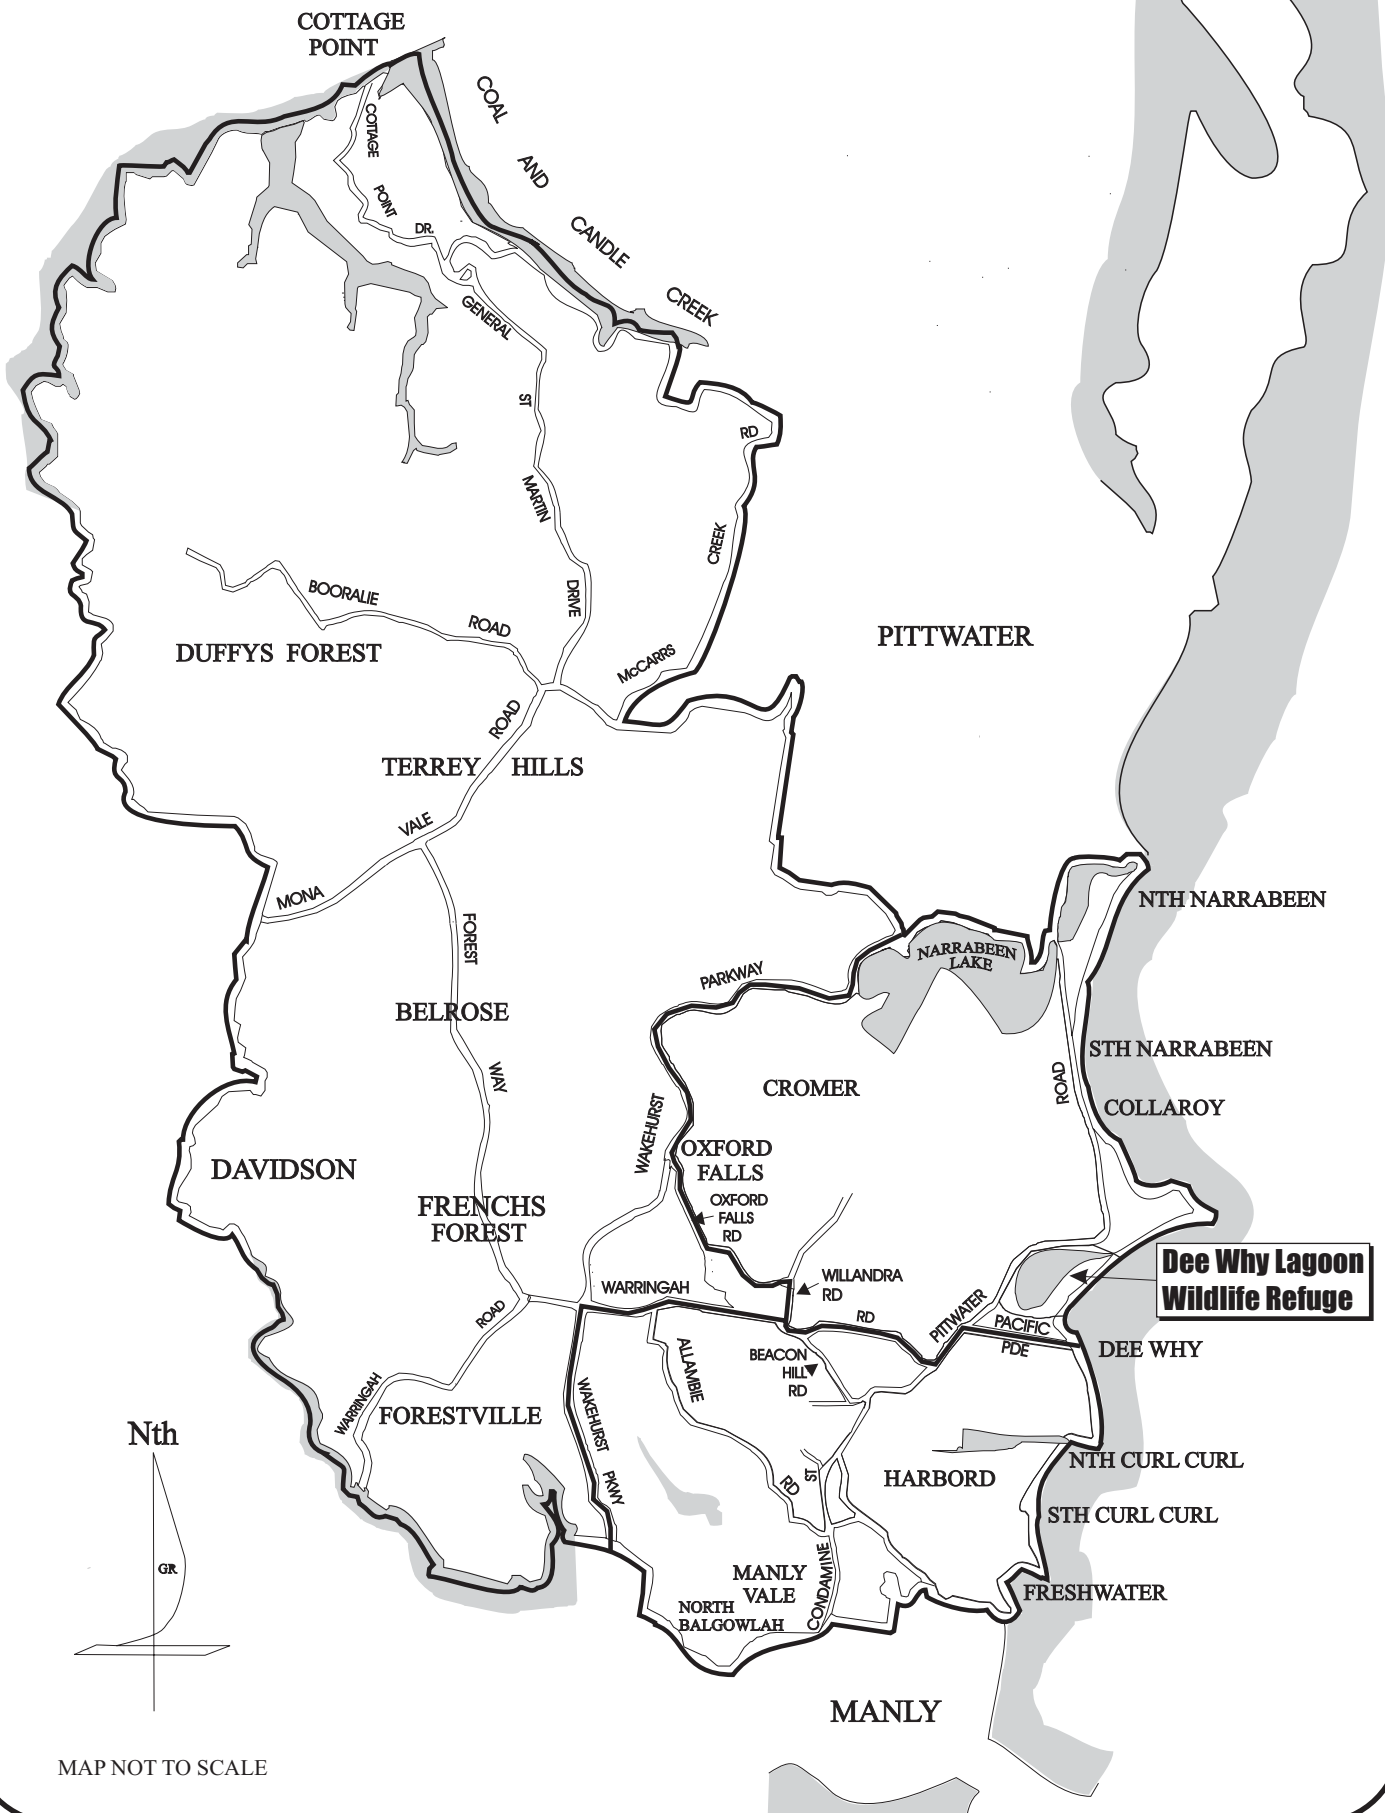 COTTAGE
POINT
COAL
AND
CANDLE
CREEK
COTTAGE
POINT
DR.
GENERAL
ST
MARTIN
DRIVE
RD
CREEK
McCARRS
BOORALIE
ROAD
DUFFYS FOREST
PITTWATER
ROAD
TERREY HILLS
VALE
MONA
FOREST
NTH NARRABEEN
NARRABEEN
LAKE
PARKWAY
BELROSE
STH NARRABEEN
WAY
CROMER
ROAD
COLLAROY
WAKEHURST
OXFORD
FALLS
DAVIDSON
OXFORD
FALLS
RD
FRENCHS
FOREST
Dee Why Lagoon
Wildlife Refuge
WILLANDRA
RD
WARRINGAH
ROAD
RD
PITTWATER
PACIFIC
PDE
DEE WHY
ALLAMBIE
BEACON
HILL
RD
WARRINGAH
FORESTVILLE
WAKEHURST
PKWY
Nth
NTH CURL CURL
HARBORD
RD
ST
STH CURL CURL
GR
MANLY
VALE
CONDAMINE
FRESHWATER
NORTH
BALGOWLAH
MANLY
MAP NOT TO SCALE